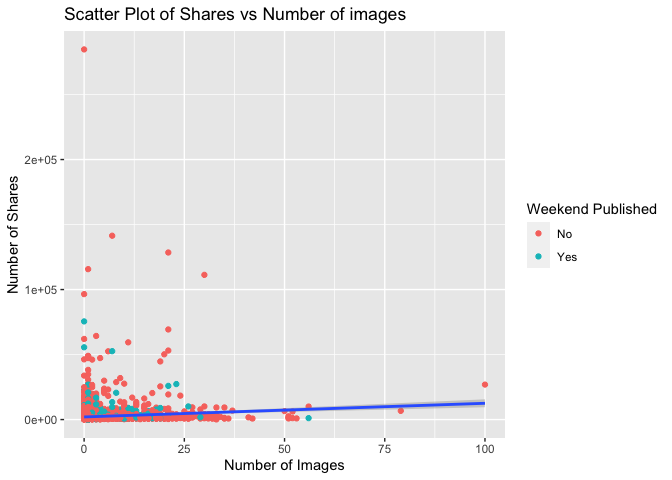 Scatter Plot of Shares vs Number of images
2e+05
1e+05
0e+00
Number of Shares
0
25
50
75
100
Number of Images
Weekend Published
No
Yes